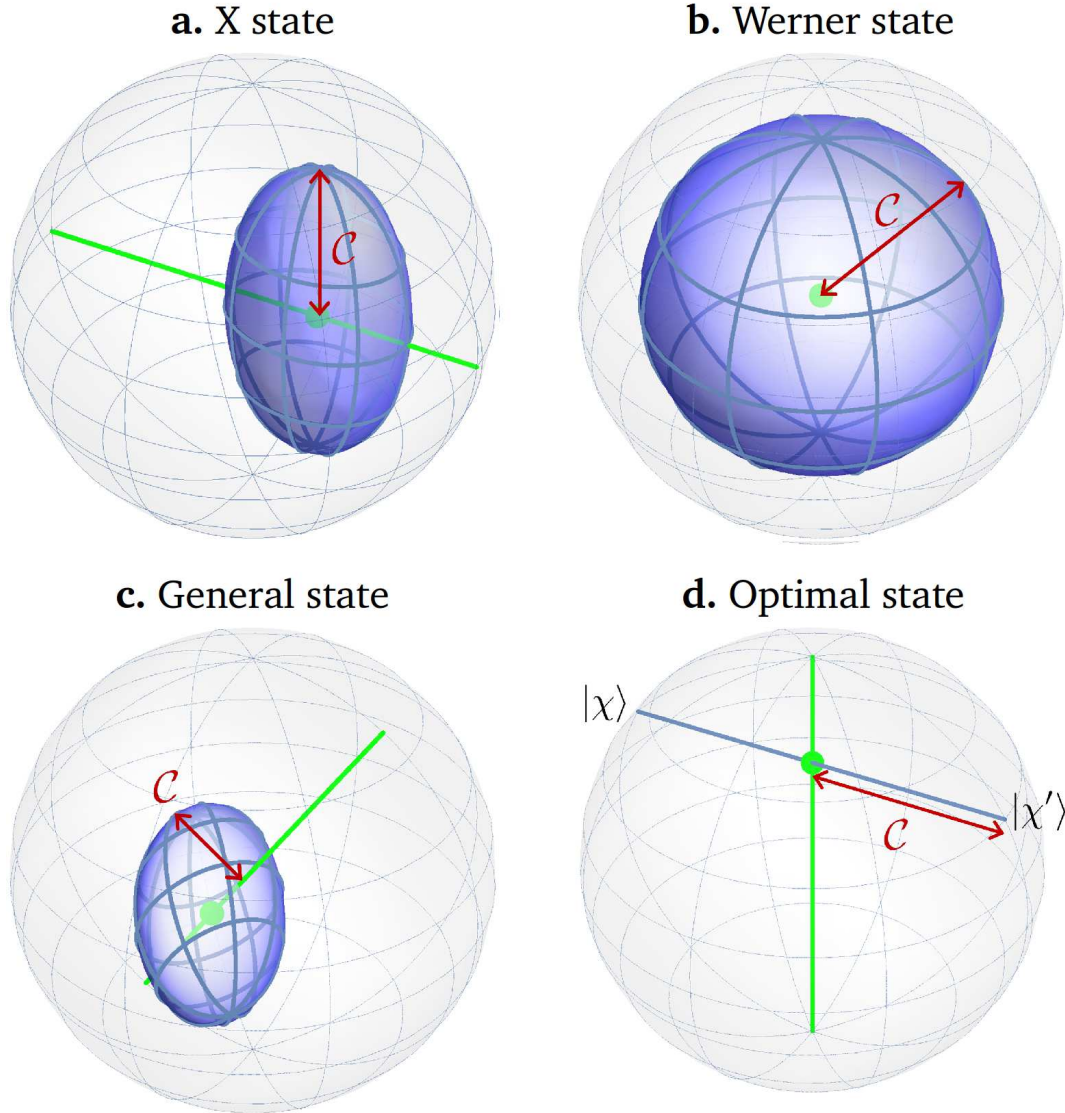 a. X state
b. Werner state
𝒞
𝒞
c. General state
d. Optimal state
𝒞
|χ⟩
|χ′⟩
𝒞